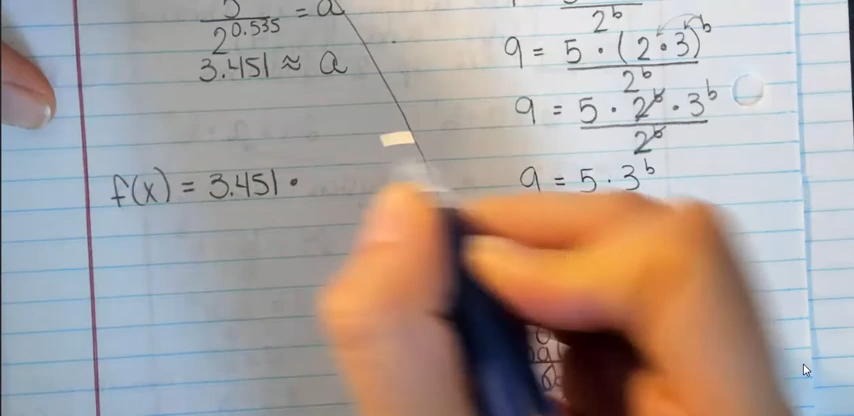 5/2^0.535 = a
3.451 ≈ a
f(x) = 3.451 •
2^b
9 = 5 · (2 · 3)^b / 2^b
9 = 5 · 2^b · 3^b / 2^b
9 = 5 · 3^b